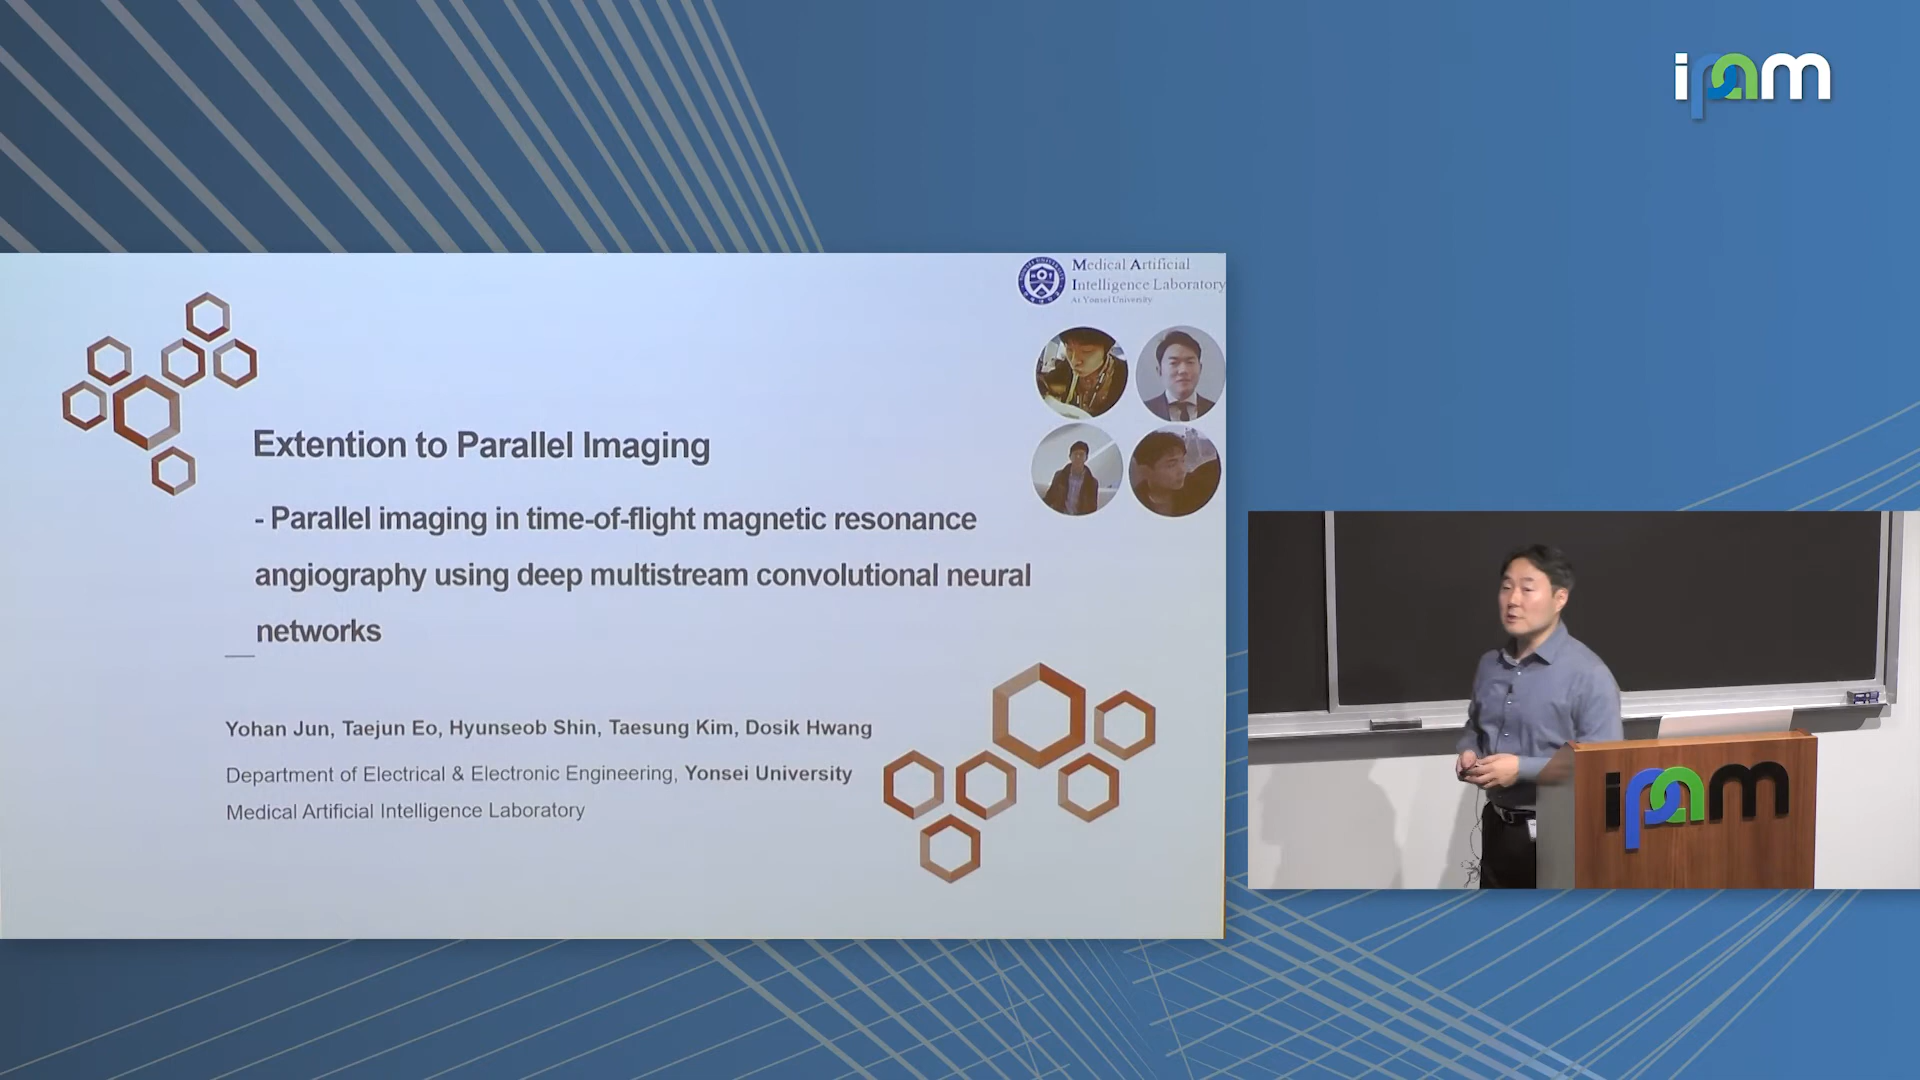 ipam
Medical Artificial
Intelligence Laboratory
At Yonsei University
Extention to Parallel Imaging
- Parallel imaging in time-of-flight magnetic resonance
angiography using deep multistream convolutional neural
networks
Yohan Jun, Taejun Eo, Hyunseob Shin, Taesung Kim, Dosik Hwang
Department of Electrical & Electronic Engineering, Yonsei University
Medical Artificial Intelligence Laboratory
ipam